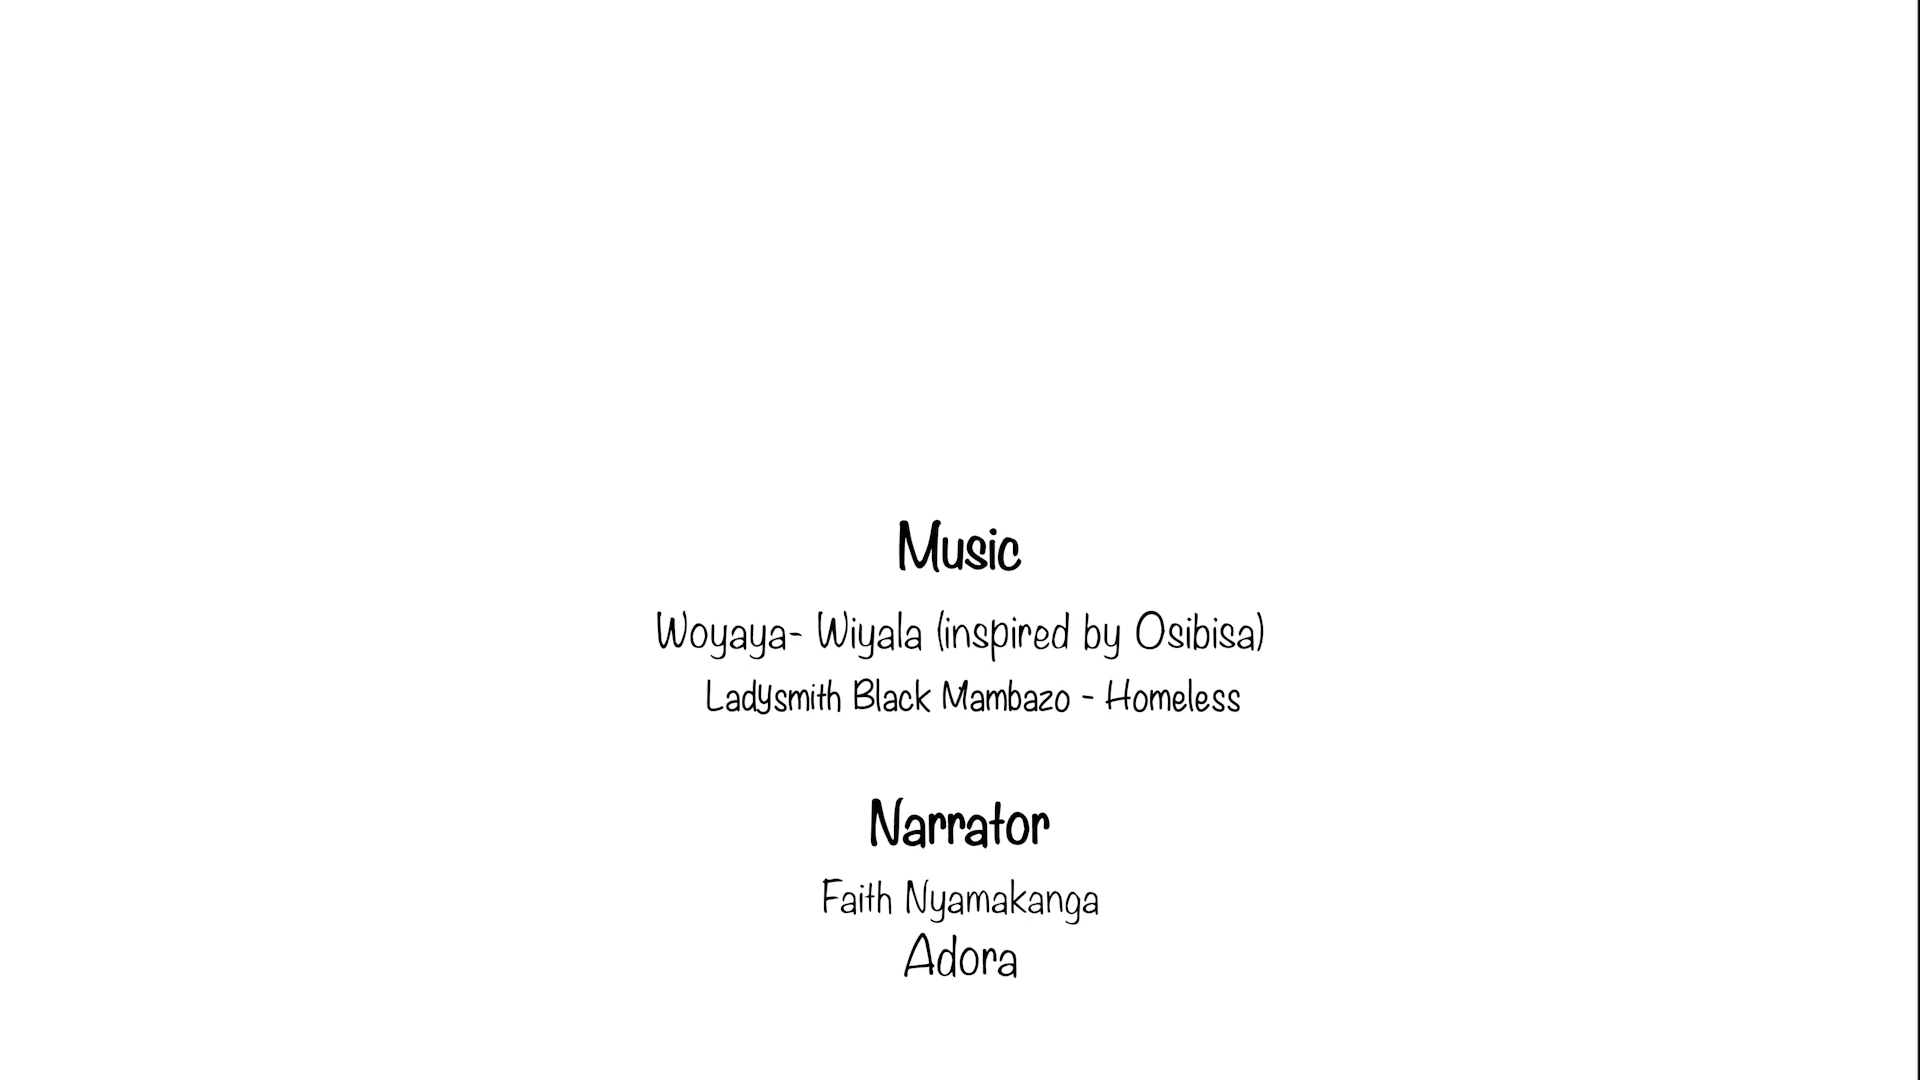 Music
Woyaya- Wiyala (inspired by Osibisa)
Ladysmith Black Mambazo - Homeless
Narrator
Faith Nyamakanga
Adora